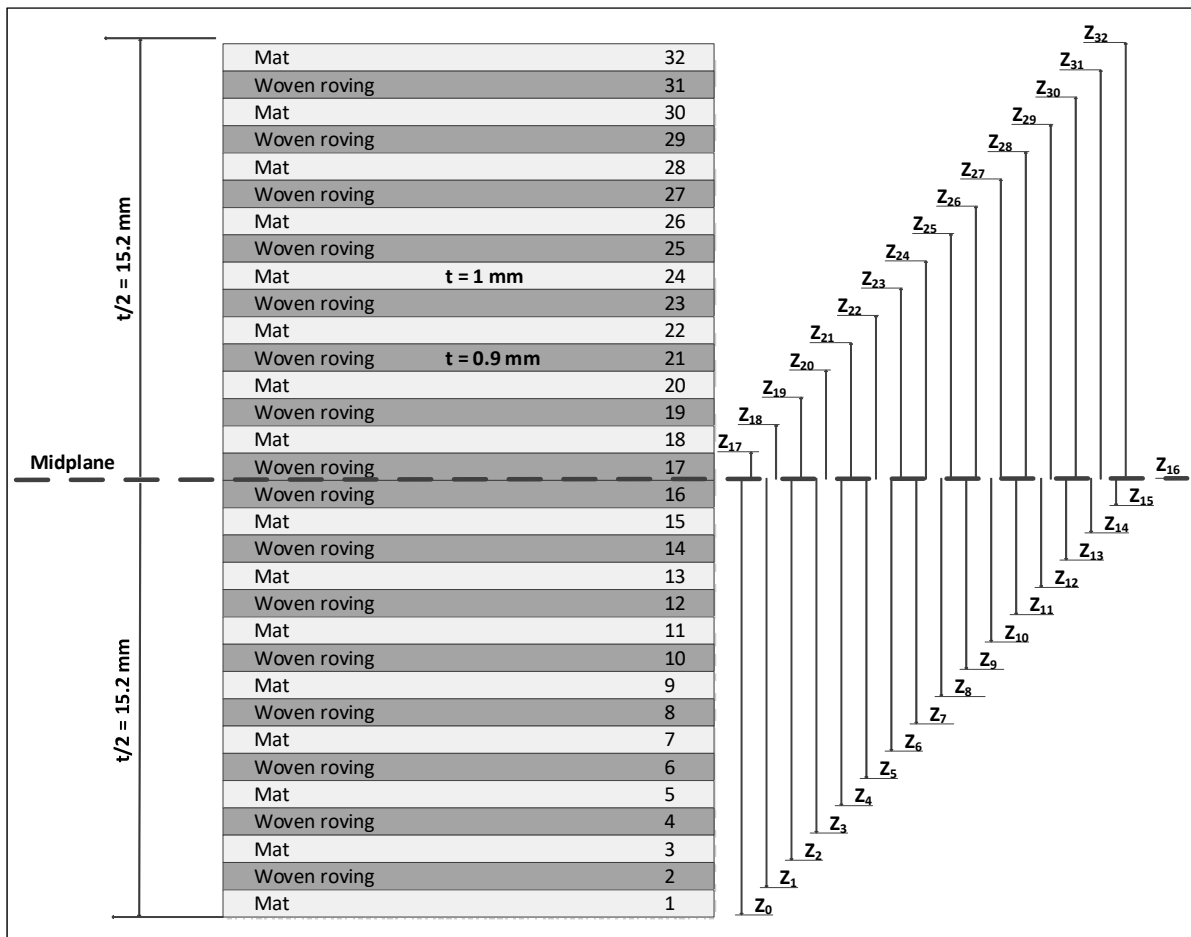 t/2 = 15.2 mm
t/2 = 15.2 mm
Midplane
Mat 32
Woven roving 31
Mat 30
Woven roving 29
Mat 28
Woven roving 27
Mat 26
Woven roving 25
Mat t = 1 mm 24
Woven roving 23
Mat 22
Woven roving t = 0.9 mm 21
Mat 20
Woven roving 19
Mat 18
Woven roving 17
Woven roving 16
Mat 15
Woven roving 14
Mat 13
Woven roving 12
Mat 11
Woven roving 10
Mat 9
Woven roving 8
Mat 7
Woven roving 6
Mat 5
Woven roving 4
Mat 3
Woven roving 2
Mat 1
Z₃₂
Z₃₁
Z₃₀
Z₂₉
Z₂₈
Z₂₇
Z₂₆
Z₂₅
Z₂₄
Z₂₃
Z₂₂
Z₂₁
Z₂₀
Z₁₉
Z₁₈
Z₁₇
Z₁₆
Z₁₅
Z₁₄
Z₁₃
Z₁₂
Z₁₁
Z₁₀
Z₉
Z₈
Z₇
Z₆
Z₅
Z₄
Z₃
Z₂
Z₁
Z₀